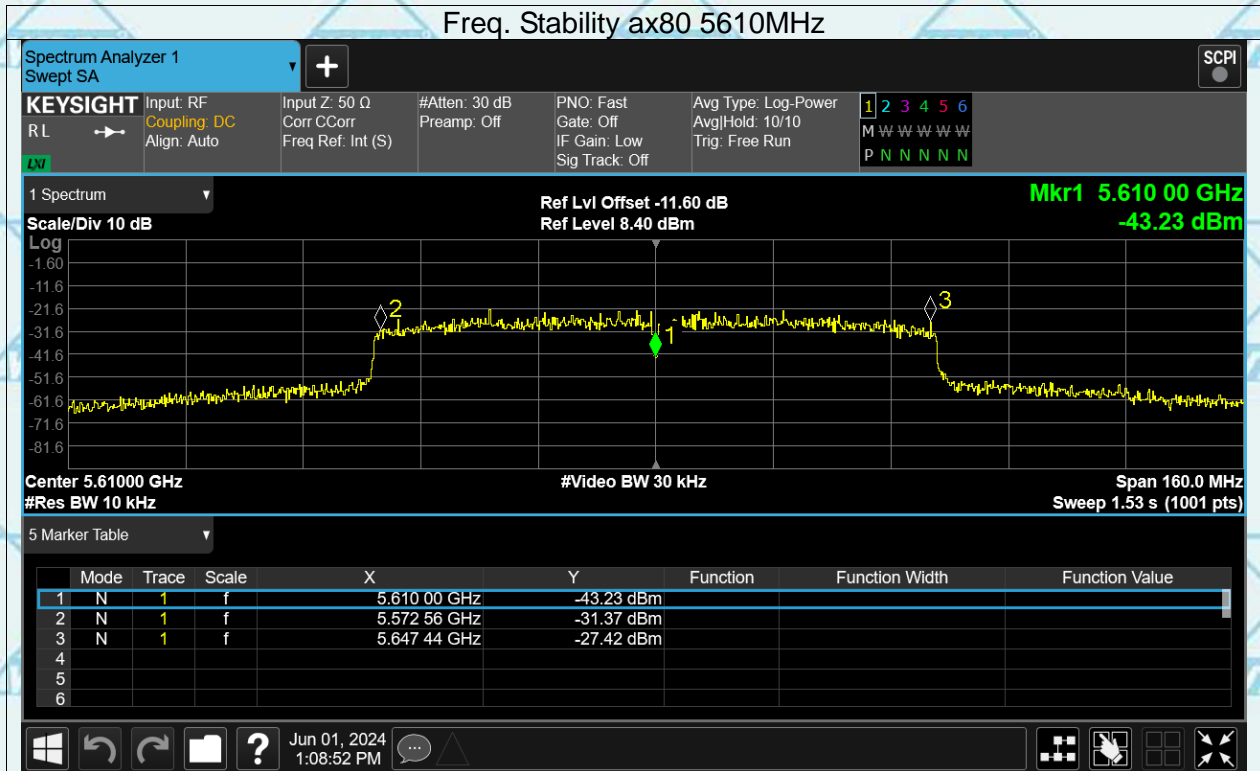 Freq. Stability ax80 5610MHz
Spectrum Analyzer 1
Swept SA
+
SCPI
KEYSIGHT
R L
LXI
Input: RF
Coupling: DC
Align: Auto
Input Z: 50 Ω
Corr CCorr
Freq Ref: Int (S)
#Atten: 30 dB
Preamp: Off
PNO: Fast
Gate: Off
IF Gain: Low
Sig Track: Off
Avg Type: Log-Power
Avg|Hold: 10/10
Trig: Free Run
1 2 3 4 5 6
M W W W W W
P N N N N N
1 Spectrum
Scale/Div 10 dB
Ref Lvl Offset -11.60 dB
Ref Level 8.40 dBm
Mkr1 5.610 00 GHz
-43.23 dBm
Log
-1.60
-11.6
-21.6
-31.6
-41.6
-51.6
-61.6
-71.6
-81.6
2
1
3
Center 5.61000 GHz
#Video BW 30 kHz
Span 160.0 MHz
#Res BW 10 kHz
Sweep 1.53 s (1001 pts)
5 Marker Table
Mode Trace Scale X Y Function Function Width Function Value
1 N 1 f 5.610 00 GHz -43.23 dBm
2 N 1 f 5.572 56 GHz -31.37 dBm
3 N 1 f 5.647 44 GHz -27.42 dBm
4
5
6
?
Jun 01, 2024
1:08:52 PM